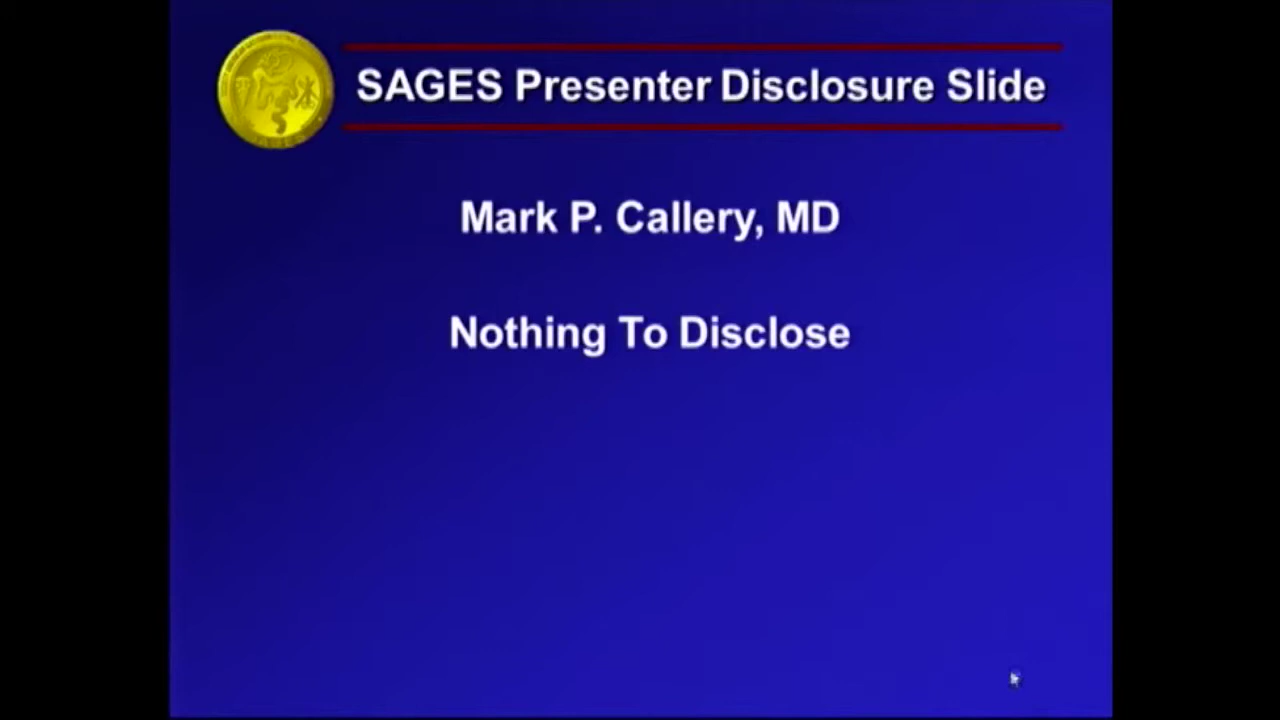 SAGES Presenter Disclosure Slide
Mark P. Callery, MD
Nothing To Disclose